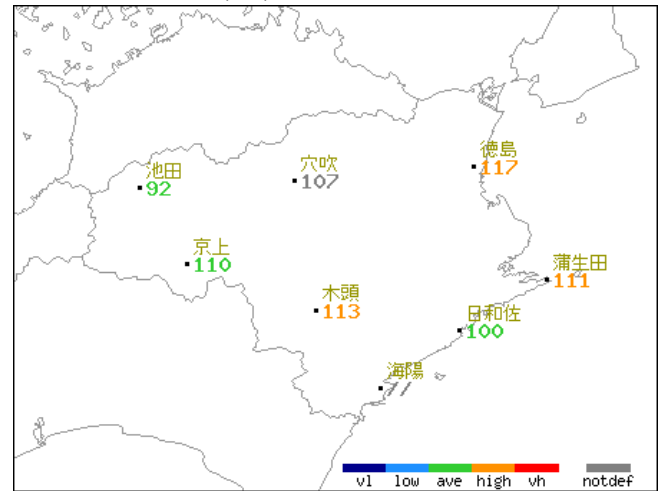 徳島
117
穴吹
107
池田
92
京上
110
蒲生田
111
木頭
113
日和佐
100
海陽
//
vl low ave high vh notdef